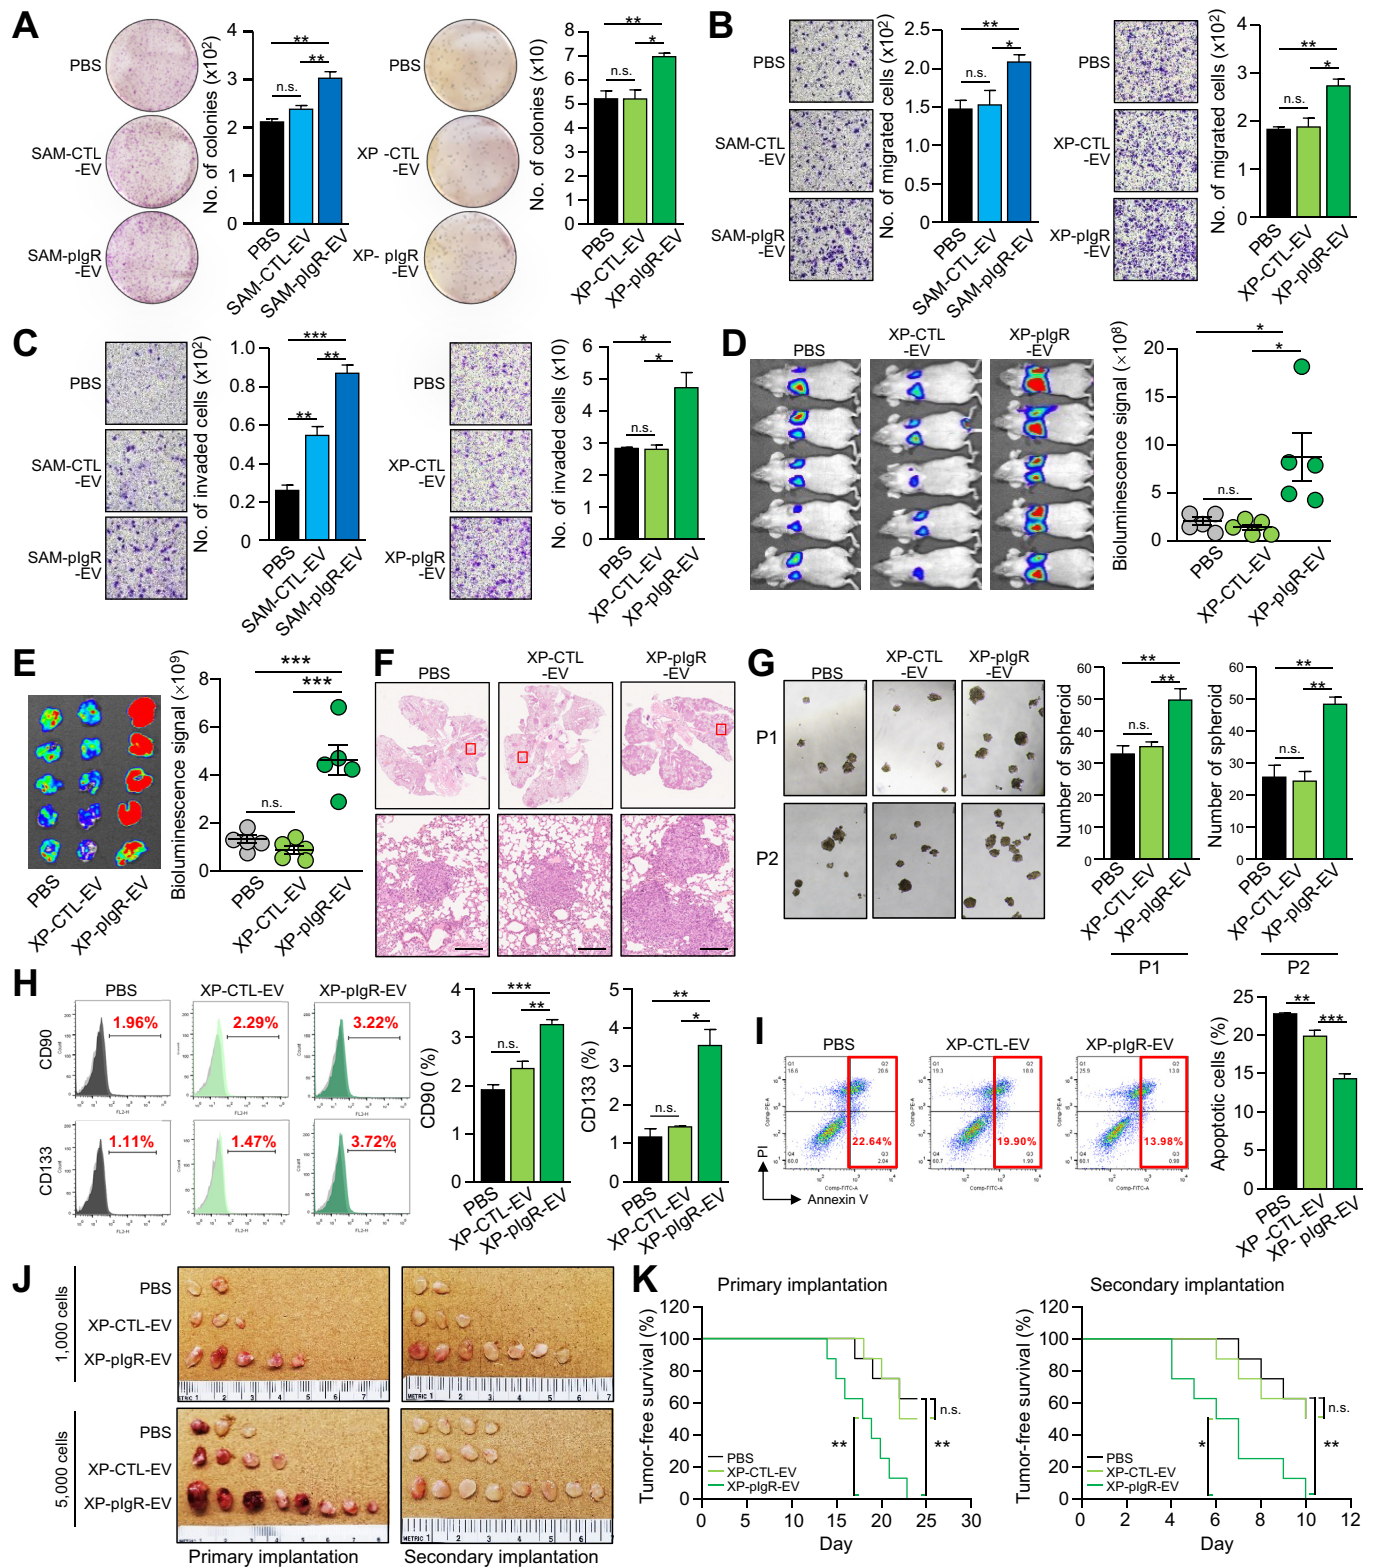 A
PBS
SAM-CTL
-EV
SAM-pIgR
-EV
No. of colonies (x10²)
4
3
2
1
0
**
**
n.s.
PBS
SAM-CTL-EV
SAM-pIgR-EV
PBS
XP -CTL
-EV
XP- pIgR
-EV
No. of colonies (x10)
8
7
6
5
4
3
2
1
0
**
*
n.s.
PBS
XP-CTL-EV
XP-pIgR-EV
B
PBS
SAM-CTL
-EV
SAM-pIgR
-EV
No. of migrated cells (x10²)
2.5
2.0
1.5
1.0
0.5
0
**
*
n.s.
PBS
SAM-CTL-EV
SAM-pIgR-EV
PBS
XP-CTL
-EV
XP-pIgR
-EV
No. of migrated cells (x10²)
4
3
2
1
0
**
*
n.s.
PBS
XP-CTL-EV
XP-pIgR-EV
C
PBS
SAM-CTL
-EV
SAM-pIgR
-EV
No. of invaded cells (x10²)
1.0
0.8
0.6
0.4
0.2
0
***
**
**
PBS
SAM-CTL-EV
SAM-pIgR-EV
PBS
XP-CTL
-EV
XP-pIgR
-EV
No. of invaded cells (x10)
6
5
4
3
2
1
0
*
*
n.s.
PBS
XP-CTL-EV
XP-pIgR-EV
D
PBS
XP-CTL
-EV
XP-pIgR
-EV
Bioluminescence signal (×10⁸)
20
15
10
5
0
*
*
n.s.
PBS
XP-CTL-EV
XP-pIgR-EV
E
PBS
XP-CTL-EV
XP-pIgR-EV
Bioluminescence signal (×10⁹)
8
6
4
2
0
***
***
n.s.
PBS
XP-CTL-EV
XP-pIgR-EV
F
PBS
XP-CTL
-EV
XP-pIgR
-EV
G
PBS
XP-CTL
-EV
XP-pIgR
-EV
P1
P2
Number of spheroid
60
50
40
30
20
10
0
**
**
n.s.
PBS
XP-CTL-EV
XP-pIgR-EV
P1
Number of spheroid
60
50
40
30
20
10
0
**
**
n.s.
PBS
XP-CTL-EV
XP-pIgR-EV
P2
H
PBS
XP-CTL-EV
XP-pIgR-EV
CD90
1.96%
2.29%
3.22%
CD133
1.11%
1.47%
3.72%
Count
FL2-H
CD90 (%)
4
3
2
1
0
***
**
n.s.
PBS
XP-CTL-EV
XP-pIgR-EV
CD133 (%)
5
4
3
2
1
0
**
*
n.s.
PBS
XP-CTL-EV
XP-pIgR-EV
I
PBS
XP-CTL-EV
XP-pIgR-EV
22.64%
19.90%
13.98%
PI
Annexin V
Comp-PE-A
Comp-FITC-A
Comp-FITC-A
Comp-FITC-A
Apoptotic cells (%)
25
20
15
10
5
0
**
***
PBS
XP -CTL-EV
XP- pIgR-EV
J
1,000 cells
PBS
XP-CTL-EV
XP-pIgR-EV
5,000 cells
PBS
XP-CTL-EV
XP-pIgR-EV
Primary implantation
Secondary implantation
K
Primary implantation
Tumor-free survival (%)
120
100
80
60
40
20
0
PBS
XP-CTL-EV
XP-pIgR-EV
**
**
n.s.
0
5
10
15
20
25
30
Day
Secondary implantation
Tumor-free survival (%)
120
100
80
60
40
20
0
PBS
XP-CTL-EV
XP-pIgR-EV
*
**
n.s.
0
2
4
6
8
10
12
Day